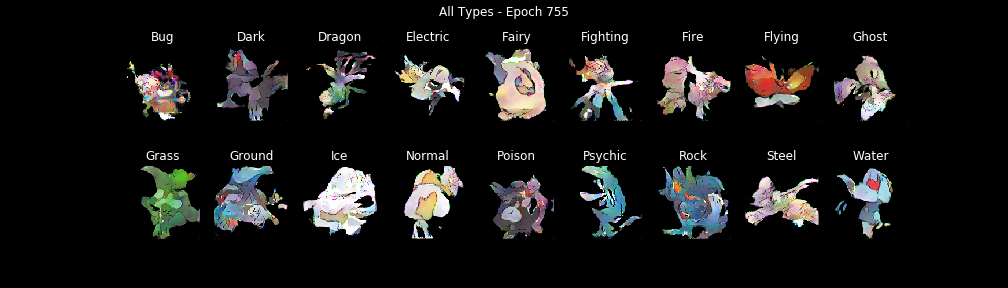 All Types - Epoch 755
Bug Dark Dragon Electric Fairy Fighting Fire Flying Ghost
Grass Ground Ice Normal Poison Psychic Rock Steel Water